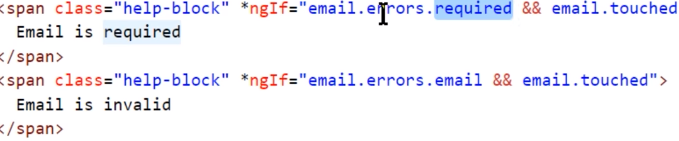 <span class="help-block" *ngIf="email.errors.required && email.touched
Email is required
</span>
<span class="help-block" *ngIf="email.errors.email && email.touched">
Email is invalid
</span>